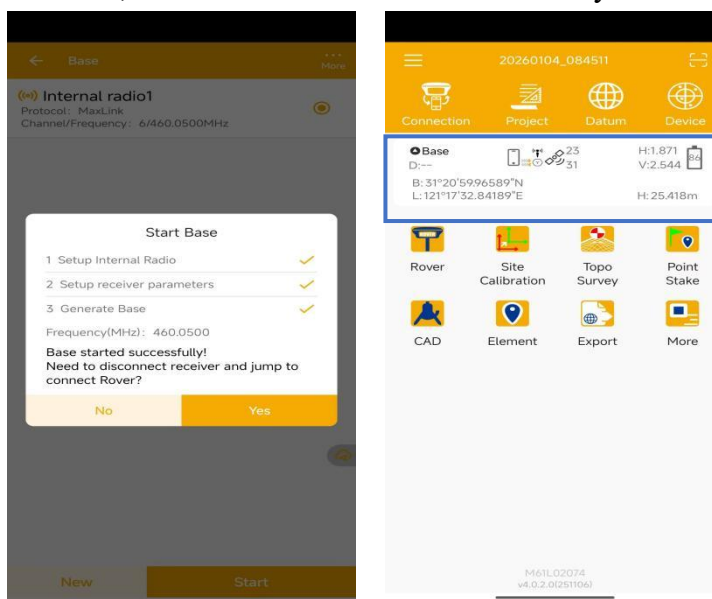 Base
More
Internal radio1
Protocol: MaxLink
Channel/Frequency: 6/460.0500MHz
Start Base
1 Setup Internal Radio
2 Setup receiver parameters
3 Generate Base
Frequency(MHz): 460.0500
Base started successfully!
Need to disconnect receiver and jump to
connect Rover?
No Yes
New Start
20260104_084511
Connection Project Datum Device
Base 23 H:1.871 86
D:-- 31 V:2.544
B: 31°20'59.96589"N
L: 121°17'32.84189"E H: 25.418m
Rover Site Calibration Topo Survey Point Stake
CAD Element Export More
M61L02074
v4.0.2.0(251106)